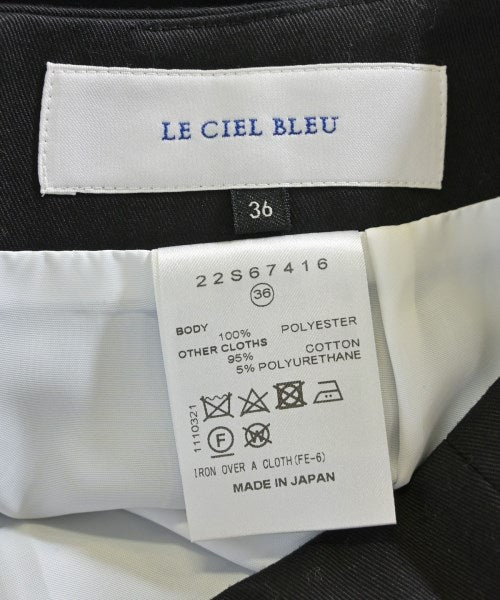 LE CIEL BLEU
36
22S67416
36
BODY 100% POLYESTER
OTHER CLOTHS 95% COTTON
5% POLYURETHANE
1110321
F W
IRON OVER A CLOTH(FE-6)
MADE IN JAPAN